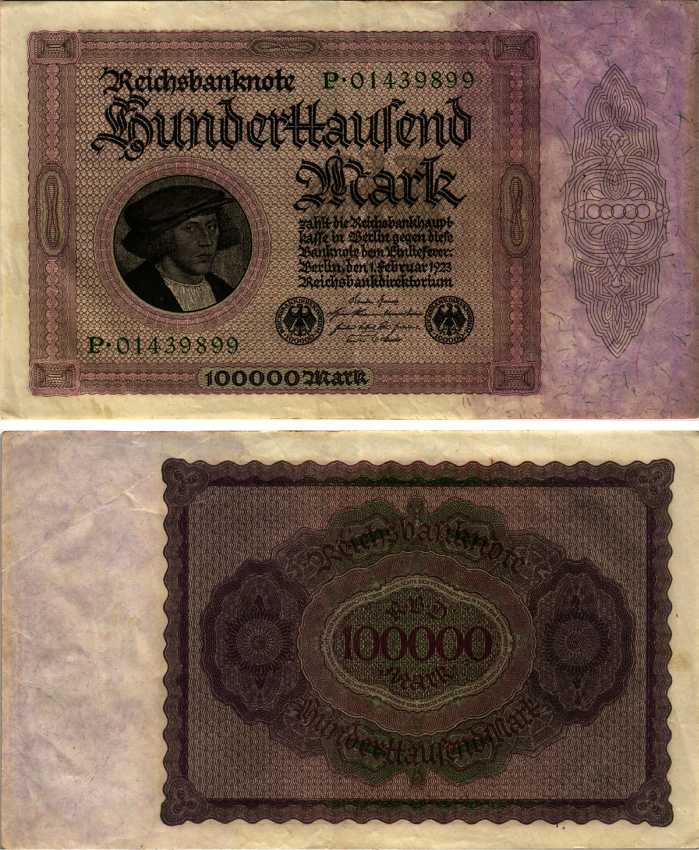 Reichsbanknote P·01439899
Hunderttausend
Mark
zahlt die Reichsbankhaupt-
kasse in Berlin gegen diese
Banknote dem Einlieferer.
Berlin, den 1. Februar 1923
Reichsbankdirektorium
P·01439899
100000 Mark
100000
Reichsbanknote
100000
Mark
Hunderttausend Mark